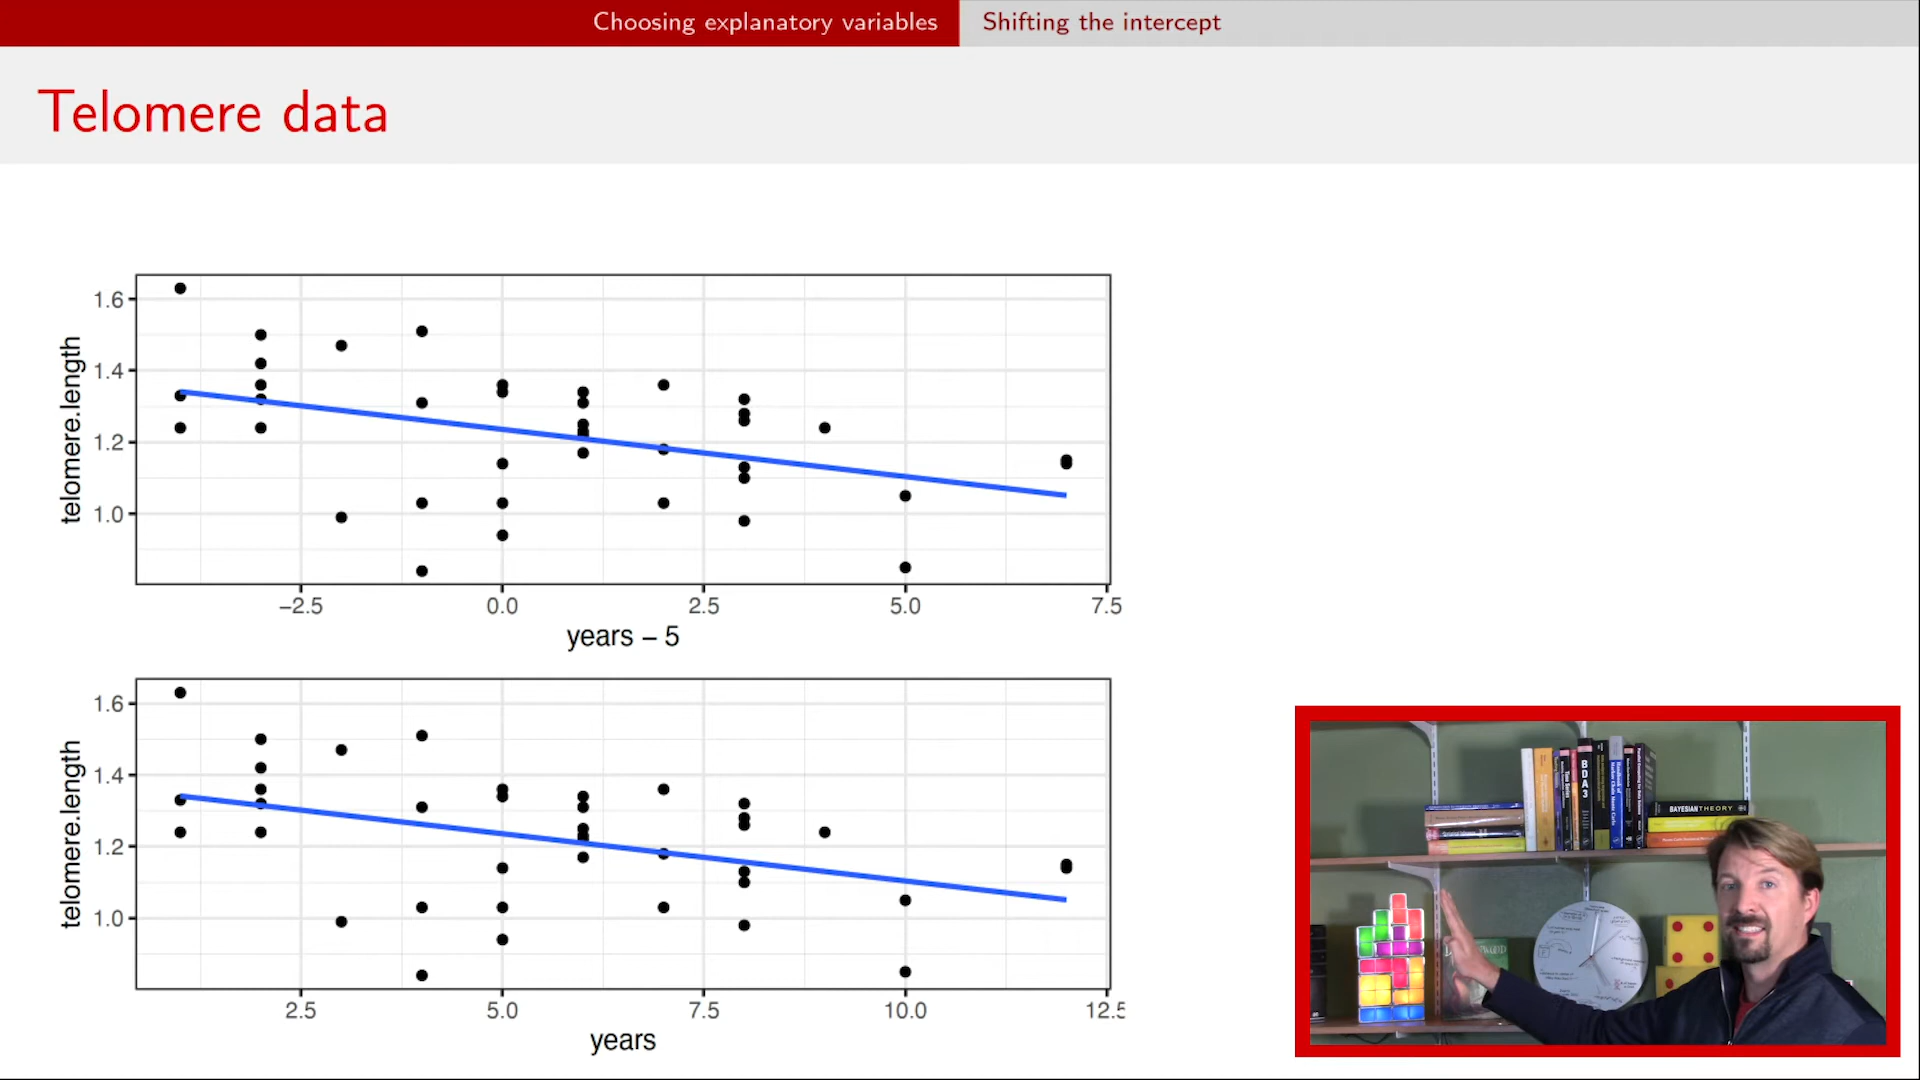 Choosing explanatory variables
Shifting the intercept
Telomere data
telomere.length
1.6
1.4
1.2
1.0
−2.5 0.0 2.5 5.0 7.5
years − 5
telomere.length
1.6
1.4
1.2
1.0
2.5 5.0 7.5 10.0 12.5
years
BDA3
BAYESIAN THEORY